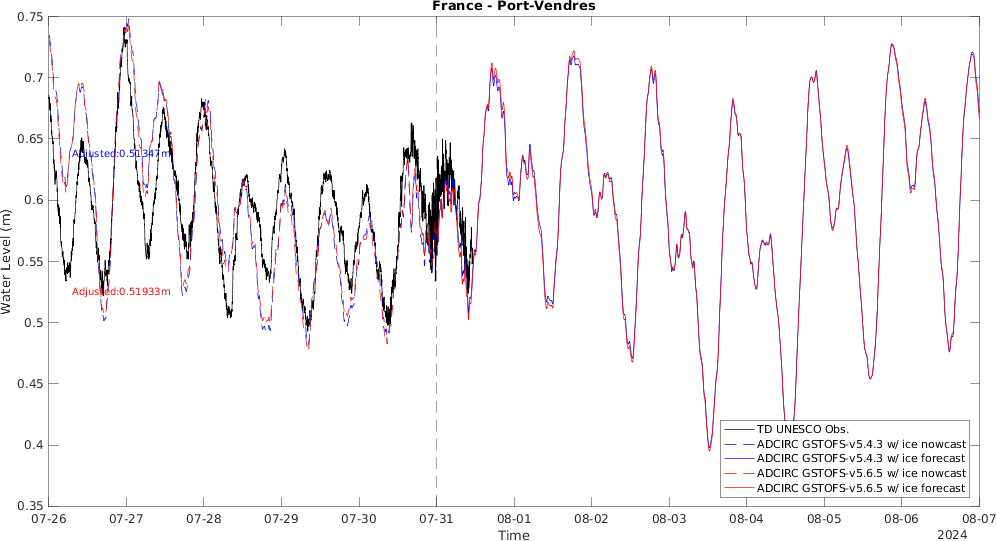 France - Port-Vendres
0.75
0.7
0.65
0.6
0.55
0.5
0.45
0.4
0.35
Water Level (m)
Adjusted:0.51347m
Adjusted:0.51933m
TD UNESCO Obs.
ADCIRC GSTOFS-v5.4.3 w/ ice nowcast
ADCIRC GSTOFS-v5.4.3 w/ ice forecast
ADCIRC GSTOFS-v5.6.5 w/ ice nowcast
ADCIRC GSTOFS-v5.6.5 w/ ice forecast
07-26 07-27 07-28 07-29 07-30 07-31 08-01 08-02 08-03 08-04 08-05 08-06 08-07
Time
2024